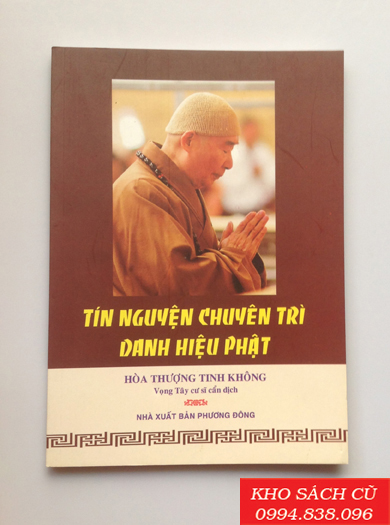 TÍN NGUYỆN CHUYÊN TRÌ
DANH HIỆU PHẬT
HÒA THƯỢNG TINH KHÔNG
Vọng Tây cư sĩ cẩn dịch
NHÀ XUẤT BẢN PHƯƠNG ĐÔNG
KHO SÁCH CŨ
0994.838.096